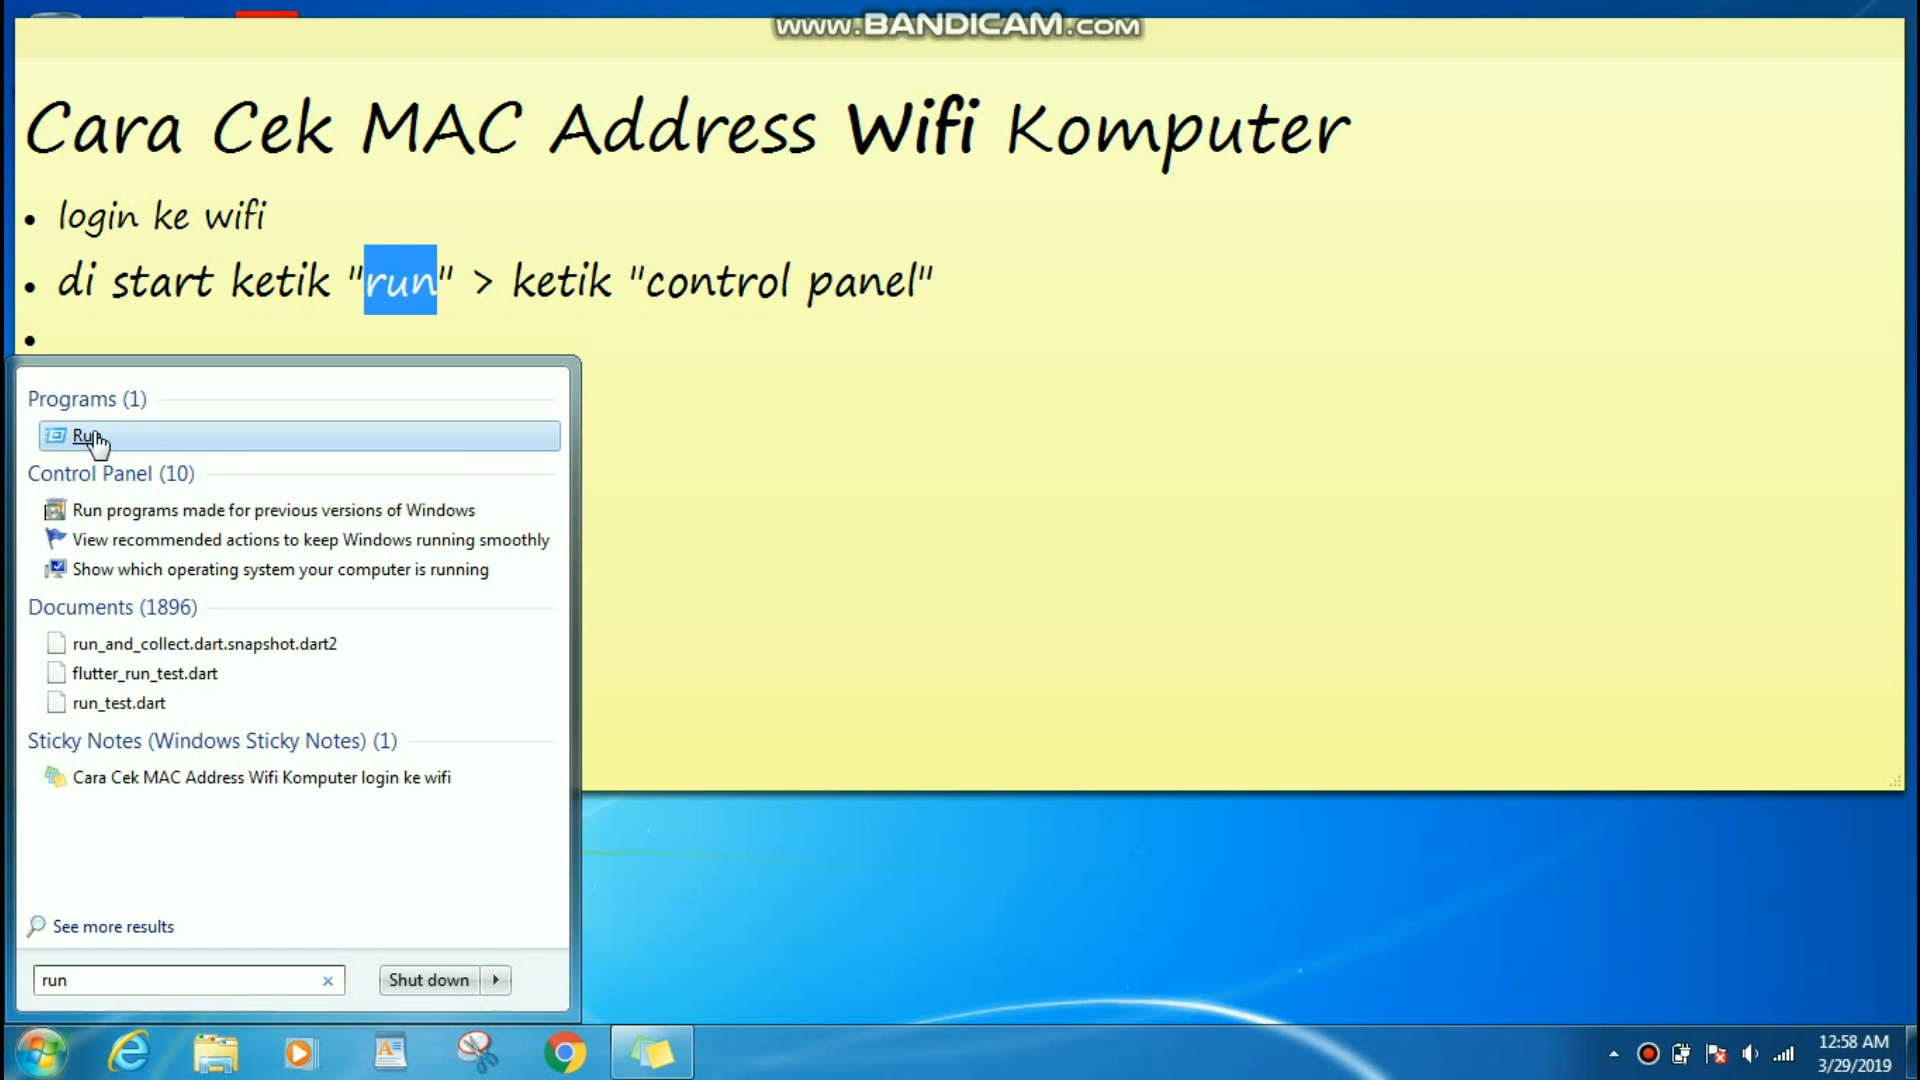 www.BANDICAM.com
Cara Cek MAC Address Wifi Komputer
• login ke wifi
• di start ketik "run" > ketik "control panel"
•
Programs (1)
Run
Control Panel (10)
Run programs made for previous versions of Windows
View recommended actions to keep Windows running smoothly
Show which operating system your computer is running
Documents (1896)
run_and_collect.dart.snapshot.dart2
flutter_run_test.dart
run_test.dart
Sticky Notes (Windows Sticky Notes) (1)
Cara Cek MAC Address Wifi Komputer login ke wifi
See more results
run
Shut down
12:58 AM
3/29/2019